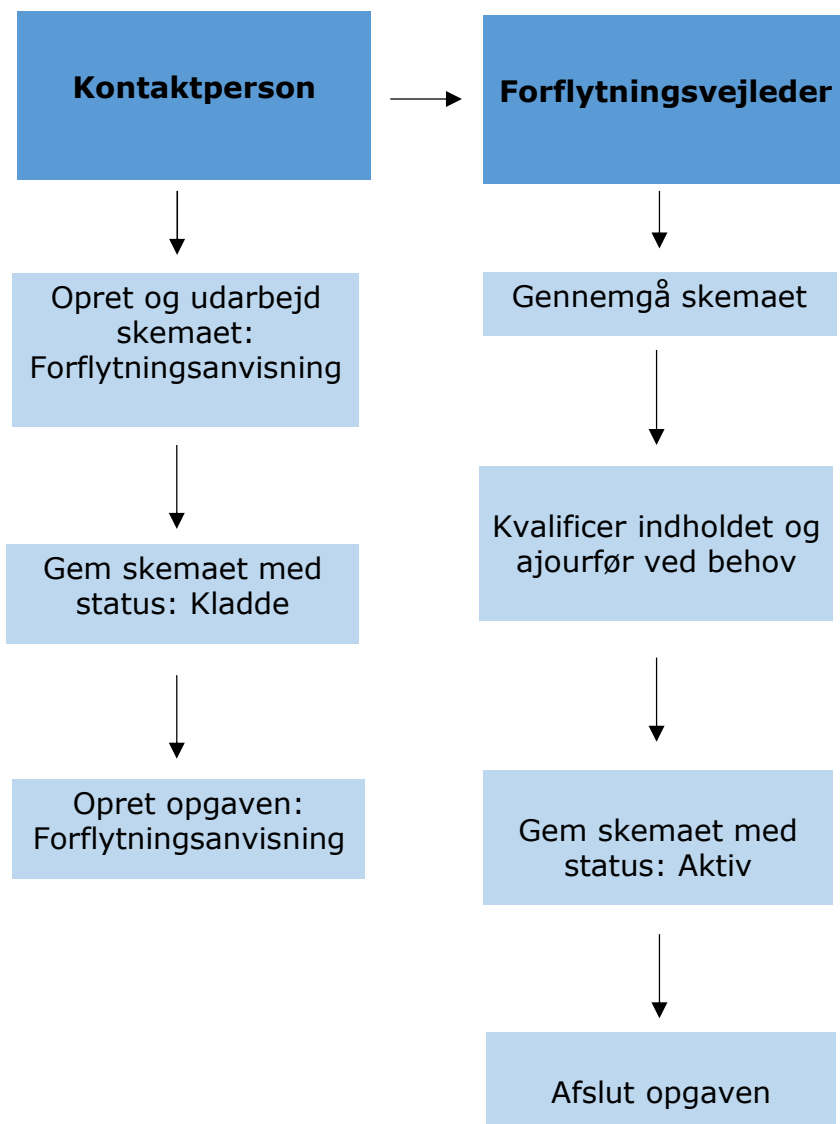 Kontaktperson
Forflytningsvejleder
Opret og udarbejd
skemaet:
Forflytningsanvisning
Gem skemaet med
status: Kladde
Opret opgaven:
Forflytningsanvisning
Gennemgå skemaet
Kvalificer indholdet og
ajourfør ved behov
Gem skemaet med
status: Aktiv
Afslut opgaven